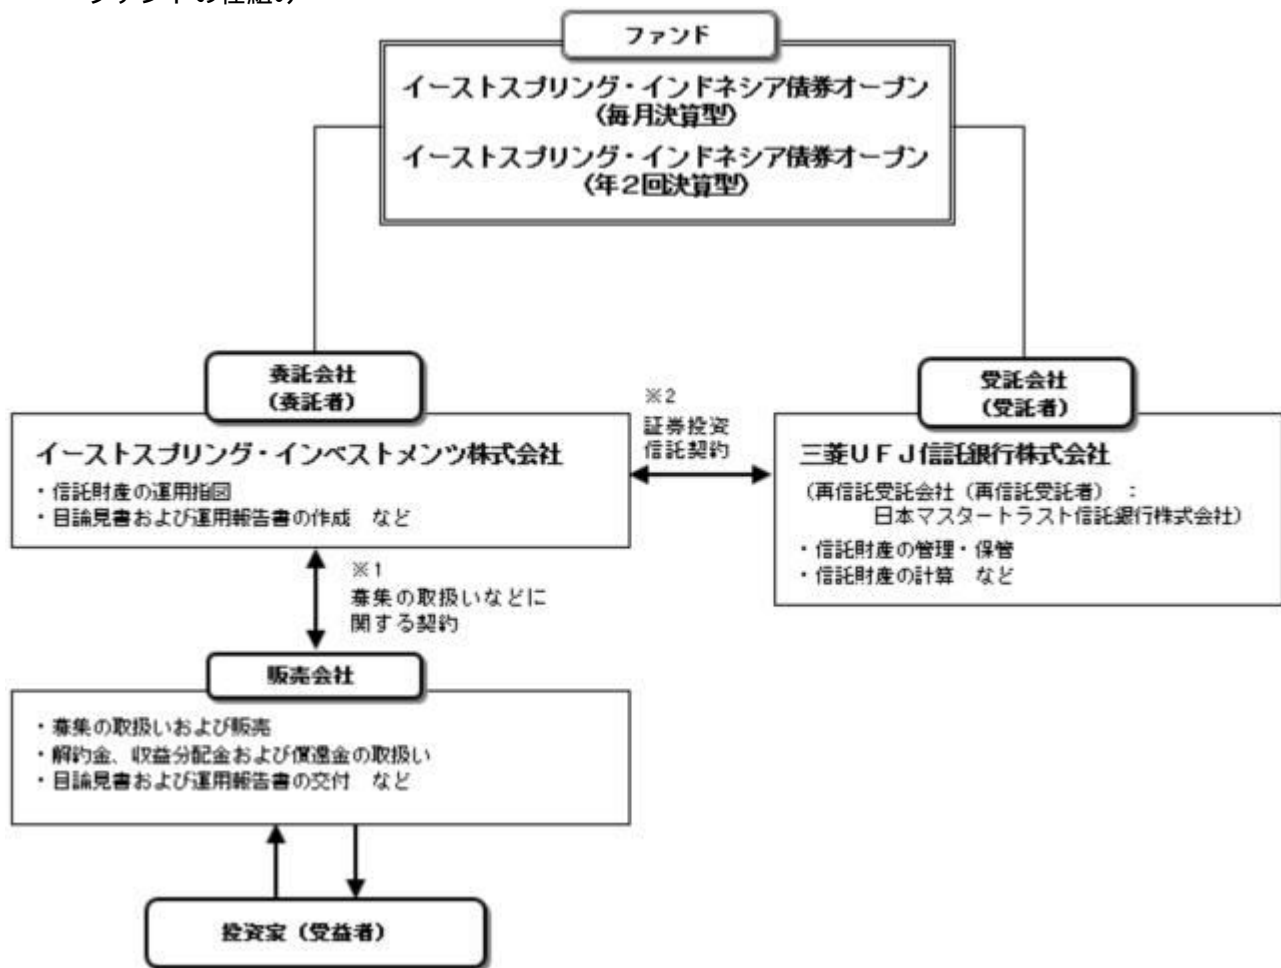 ファンドの仕組み
ファンド
イーストスプリング・インドネシア債券オープン
（毎月決算型）
イーストスプリング・インドネシア債券オープン
（年２回決算型）
委託会社
（委託者）
イーストスプリング・インベストメンツ株式会社
・信託財産の運用指図
・目論見書および運用報告書の作成　など
※2
証券投資
信託契約
受託会社
（受託者）
三菱ＵＦＪ信託銀行株式会社
（再信託受託会社（再信託受託者）：
日本マスタートラスト信託銀行株式会社）
・信託財産の管理・保管
・信託財産の計算　など
※1
募集の取扱いなどに
関する契約
販売会社
・募集の取扱いおよび販売
・解約金、収益分配金および償還金の取扱い
・目論見書および運用報告書の交付　など
投資家（受益者）